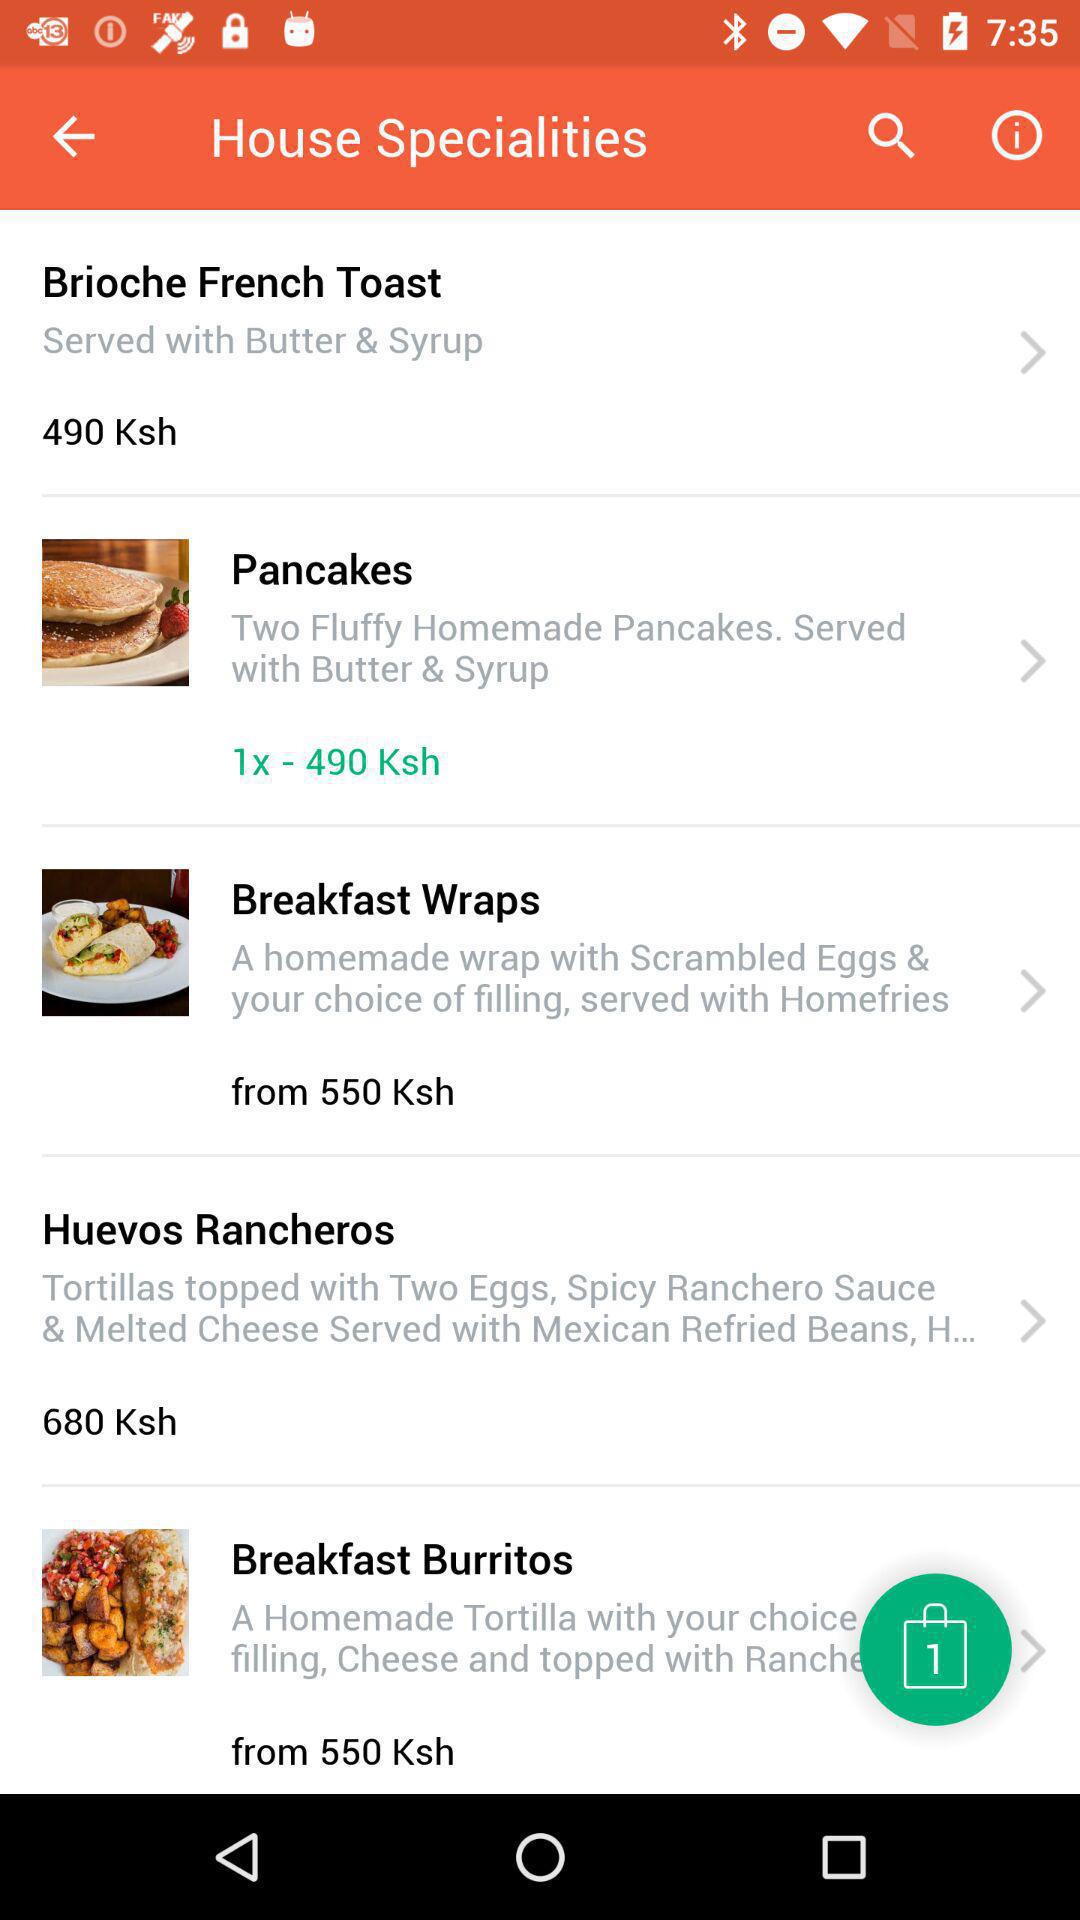 abc 13 FAKE 7:35
House Specialities
Brioche French Toast
Served with Butter & Syrup
490 Ksh
Pancakes
Two Fluffy Homemade Pancakes. Served
with Butter & Syrup
1x - 490 Ksh
Breakfast Wraps
A homemade wrap with Scrambled Eggs &
your choice of filling, served with Homefries
from 550 Ksh
Huevos Rancheros
Tortillas topped with Two Eggs, Spicy Ranchero Sauce
& Melted Cheese Served with Mexican Refried Beans, H...
680 Ksh
Breakfast Burritos
A Homemade Tortilla with your choice
filling, Cheese and topped with Ranche
1
from 550 Ksh